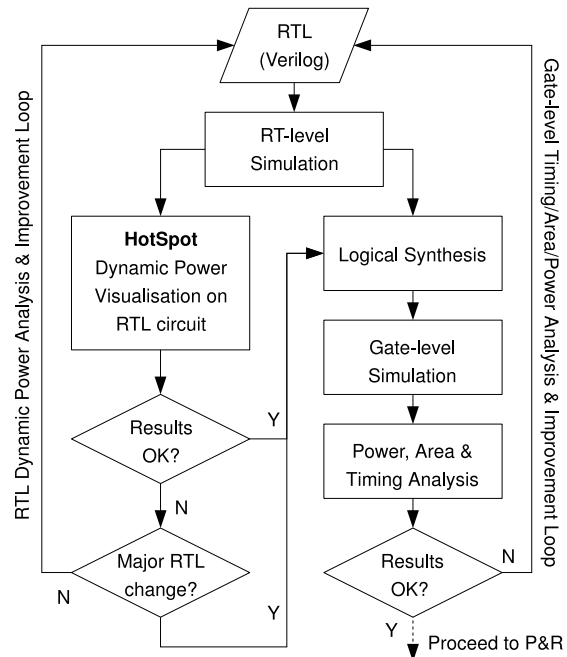 RTL
(Verilog)
RT-level
Simulation
HotSpot
Dynamic Power
Visualisation on
RTL circuit
Logical Synthesis
Gate-level
Simulation
Results
OK?
Y
N
Power, Area &
Timing Analysis
Major RTL
change?
N
Y
Results
OK?
N
Y
Proceed to P&R
RTL Dynamic Power Analysis & Improvement Loop
Gate-level Timing/Area/Power Analysis & Improvement Loop